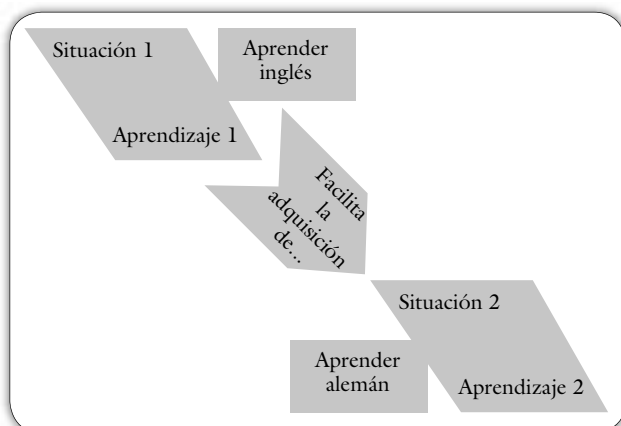 Situación 1
Aprendizaje 1
Aprender
inglés
Facilita
la
adquisición
de...
Situación 2
Aprendizaje 2
Aprender
alemán